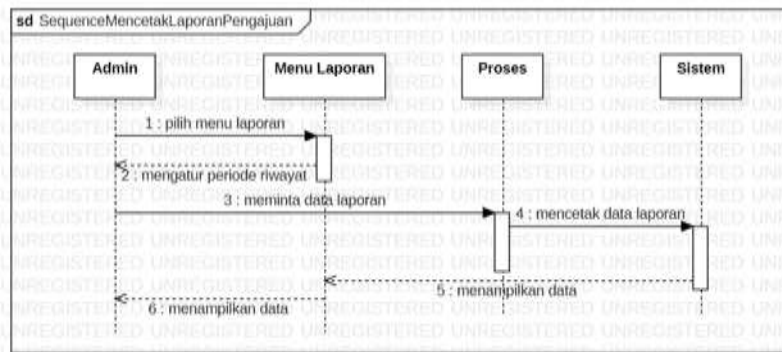 sd SequenceMencetakLaporanPengajuan
Admin
Menu Laporan
Proses
Sistem
1 : pilih menu laporan
2 : mengatur periode riwayat
3 : meminta data laporan
4 : mencetak data laporan
5 : menampilkan data
6 : menampilkan data
UNREGISTERED